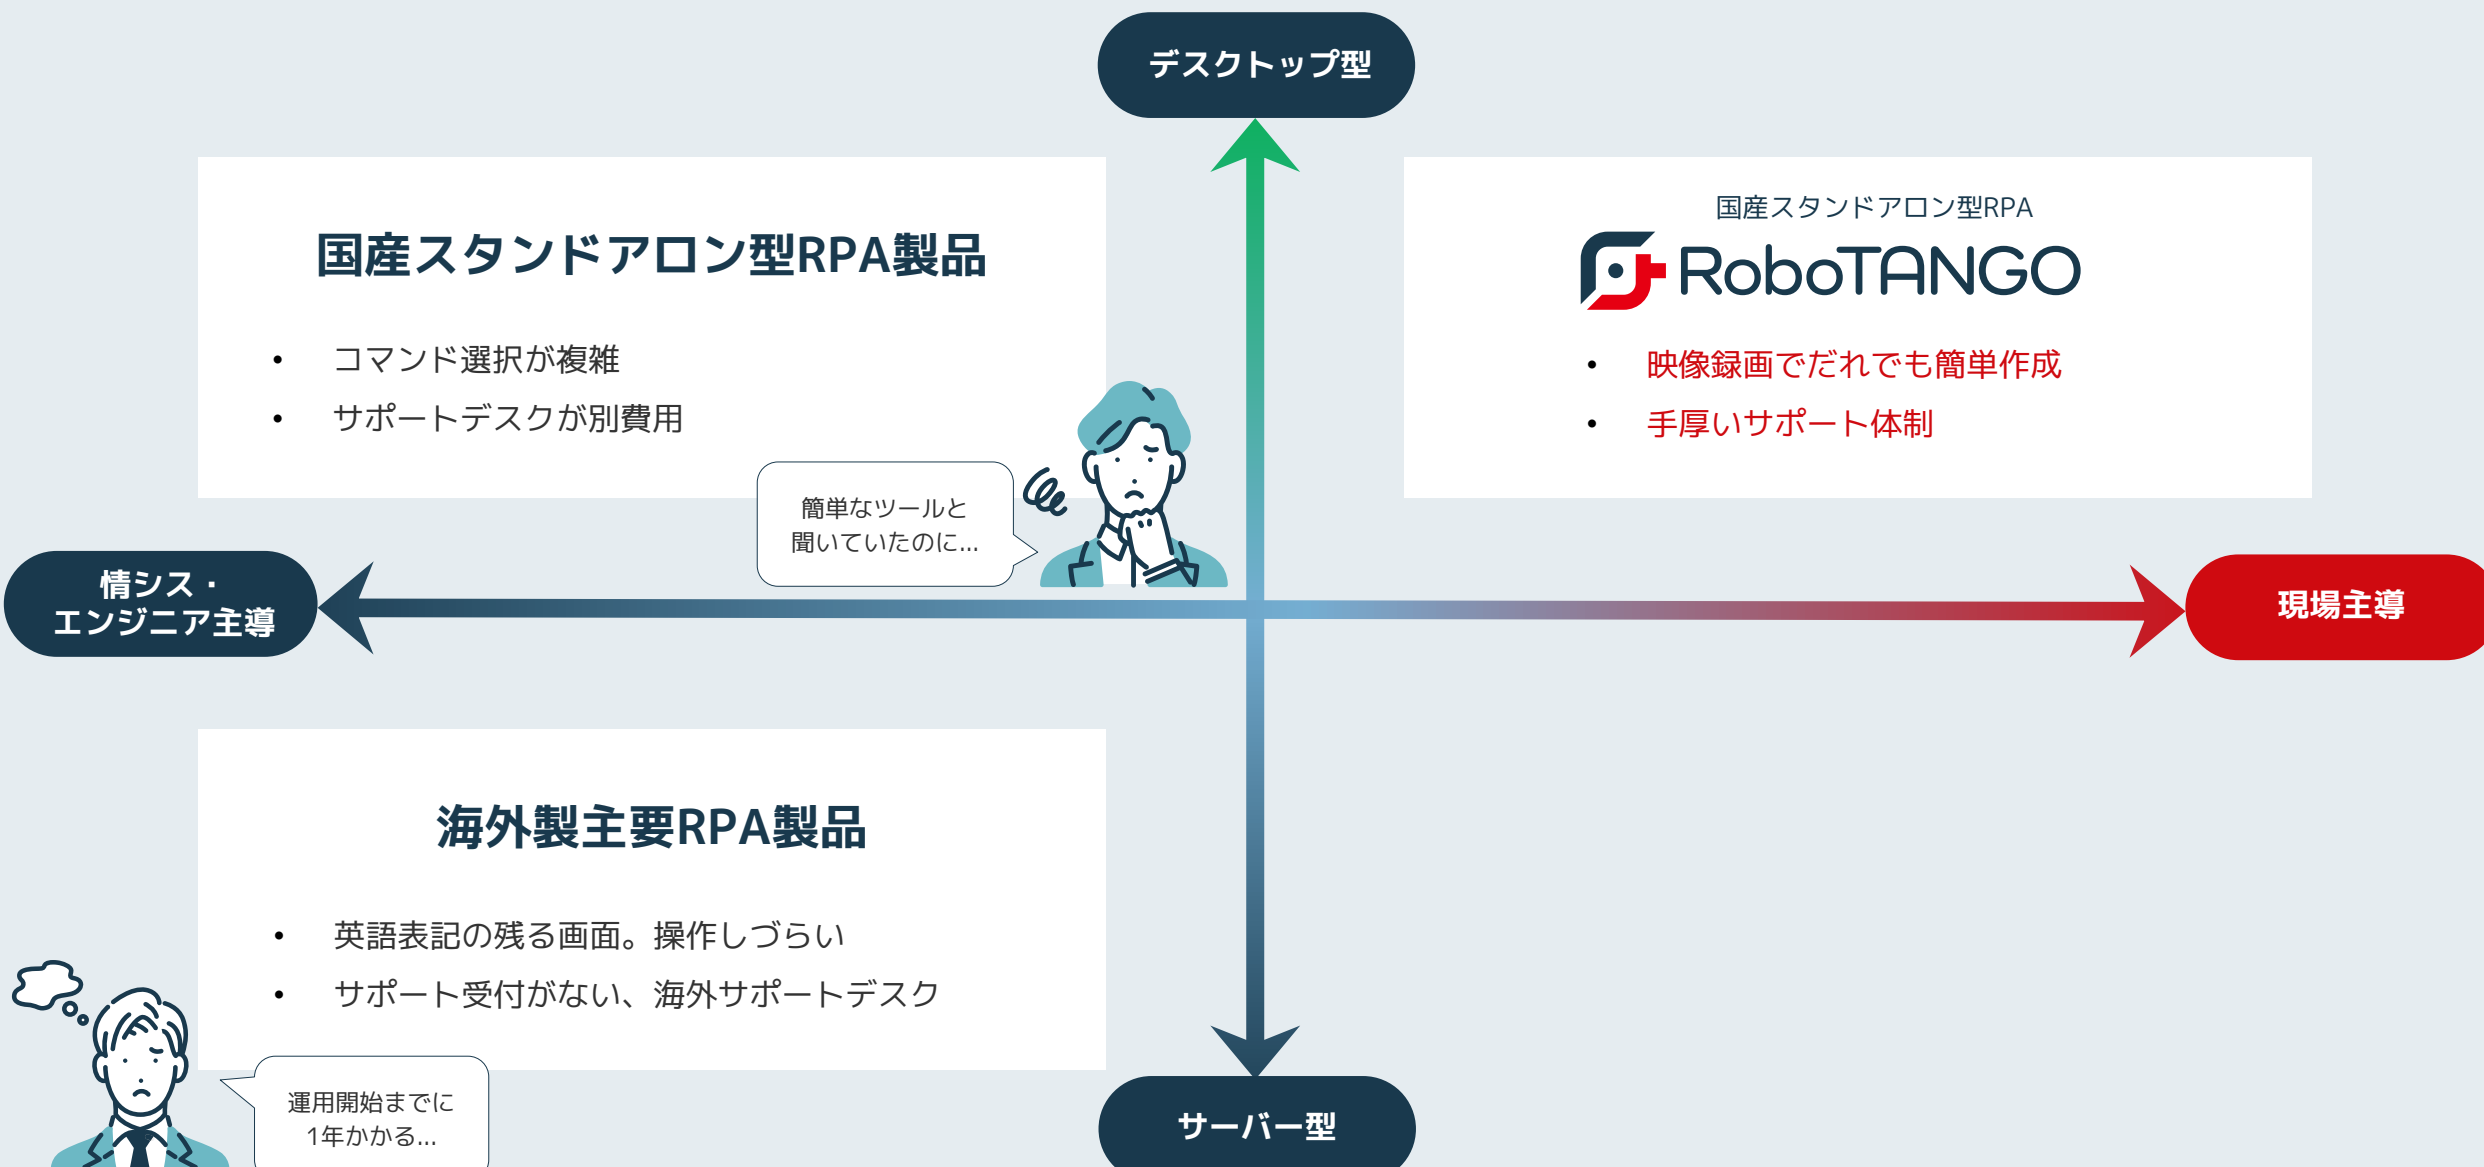 デスクトップ型
国産スタンドアロン型RPA製品
• コマンド選択が複雑
• サポートデスクが別費用
簡単なツールと
聞いていたのに...
国産スタンドアロン型RPA
RoboTANGO
• 映像録画でだれでも簡単作成
• 手厚いサポート体制
情シス・
エンジニア主導
現場主導
海外製主要RPA製品
• 英語表記の残る画面。操作しづらい
• サポート受付がない、海外サポートデスク
運用開始までに
1年かかる...
サーバー型